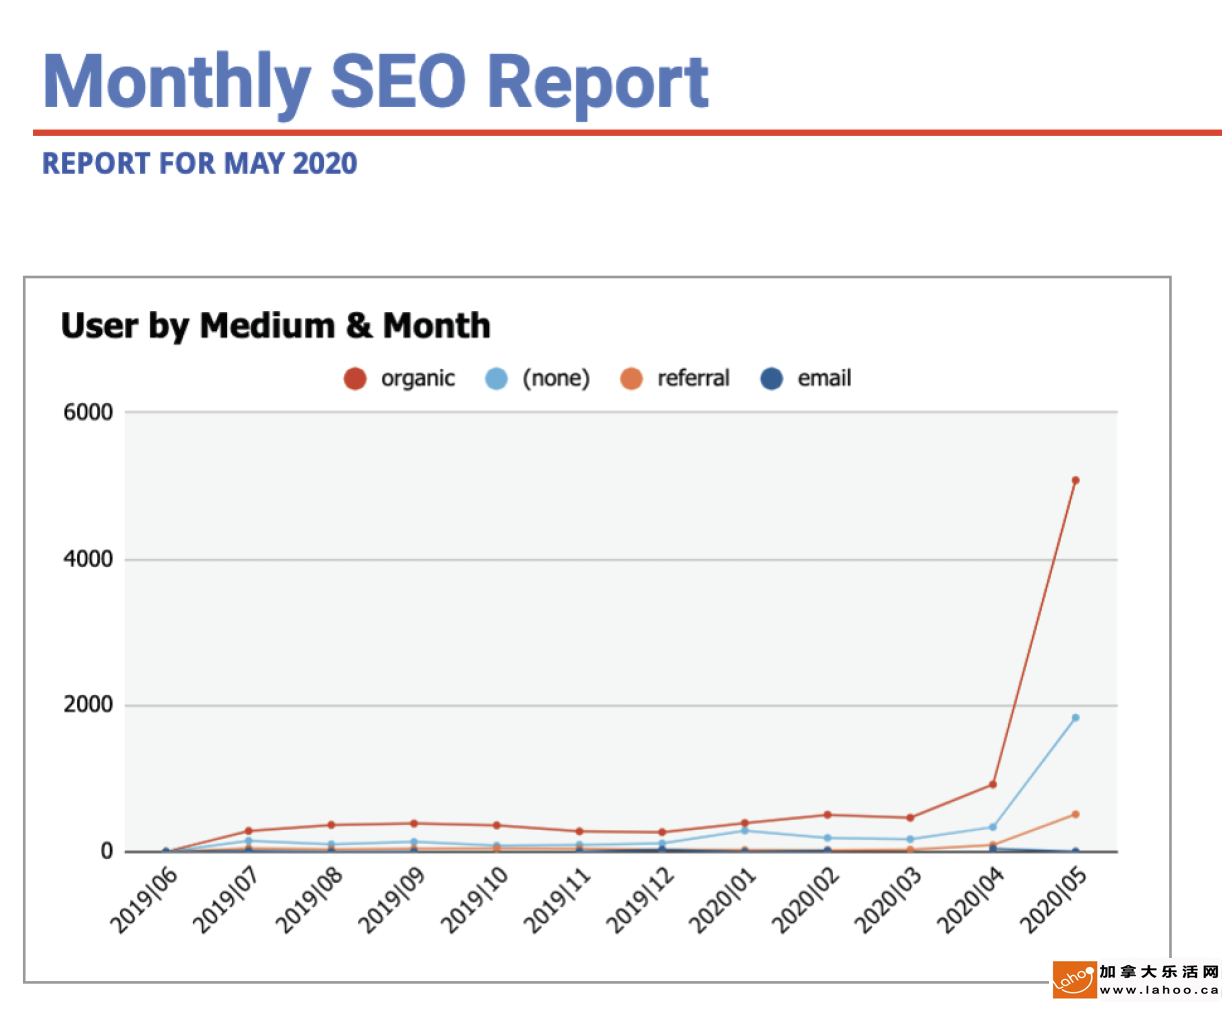 Monthly SEO Report
REPORT FOR MAY 2020
User by Medium & Month
organic (none) referral email
6000
4000
2000
0
2019|06 2019|07 2019|08 2019|09 2019|10 2019|11 2019|12 2020|01 2020|02 2020|03 2020|04 2020|05
Lahoo 加拿大乐活网
www.lahoo.ca